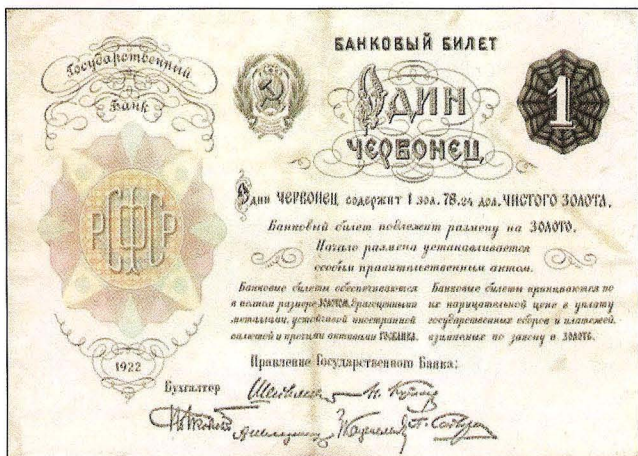 Государственный
Банк
БАНКОВЫЙ БИЛЕТ
1
Один
ЧЕРВОНЕЦ
Один ЧЕРВОНЕЦ содержит 1 зол. 78.24 дол. ЧИСТОГО ЗОЛОТА.
Банковый билет подлежит размену на ЗОЛОТО.
Начало размена устанавливается
особым правительственным актом.
Банковые билеты обеспечиваются
в полном размере ЗОЛОТОМ, драгоценными
металлами, устойчивой иностранной
валютой и прочими активами ГОСБАНКА.
Банковые билеты принимаются по
их нарицательной цене в уплату
государственных сборов и платежей,
взимаемых по закону в ЗОЛОТЕ.
РСФСР
1922
Правление Государственного Банка:
Бухгалтер